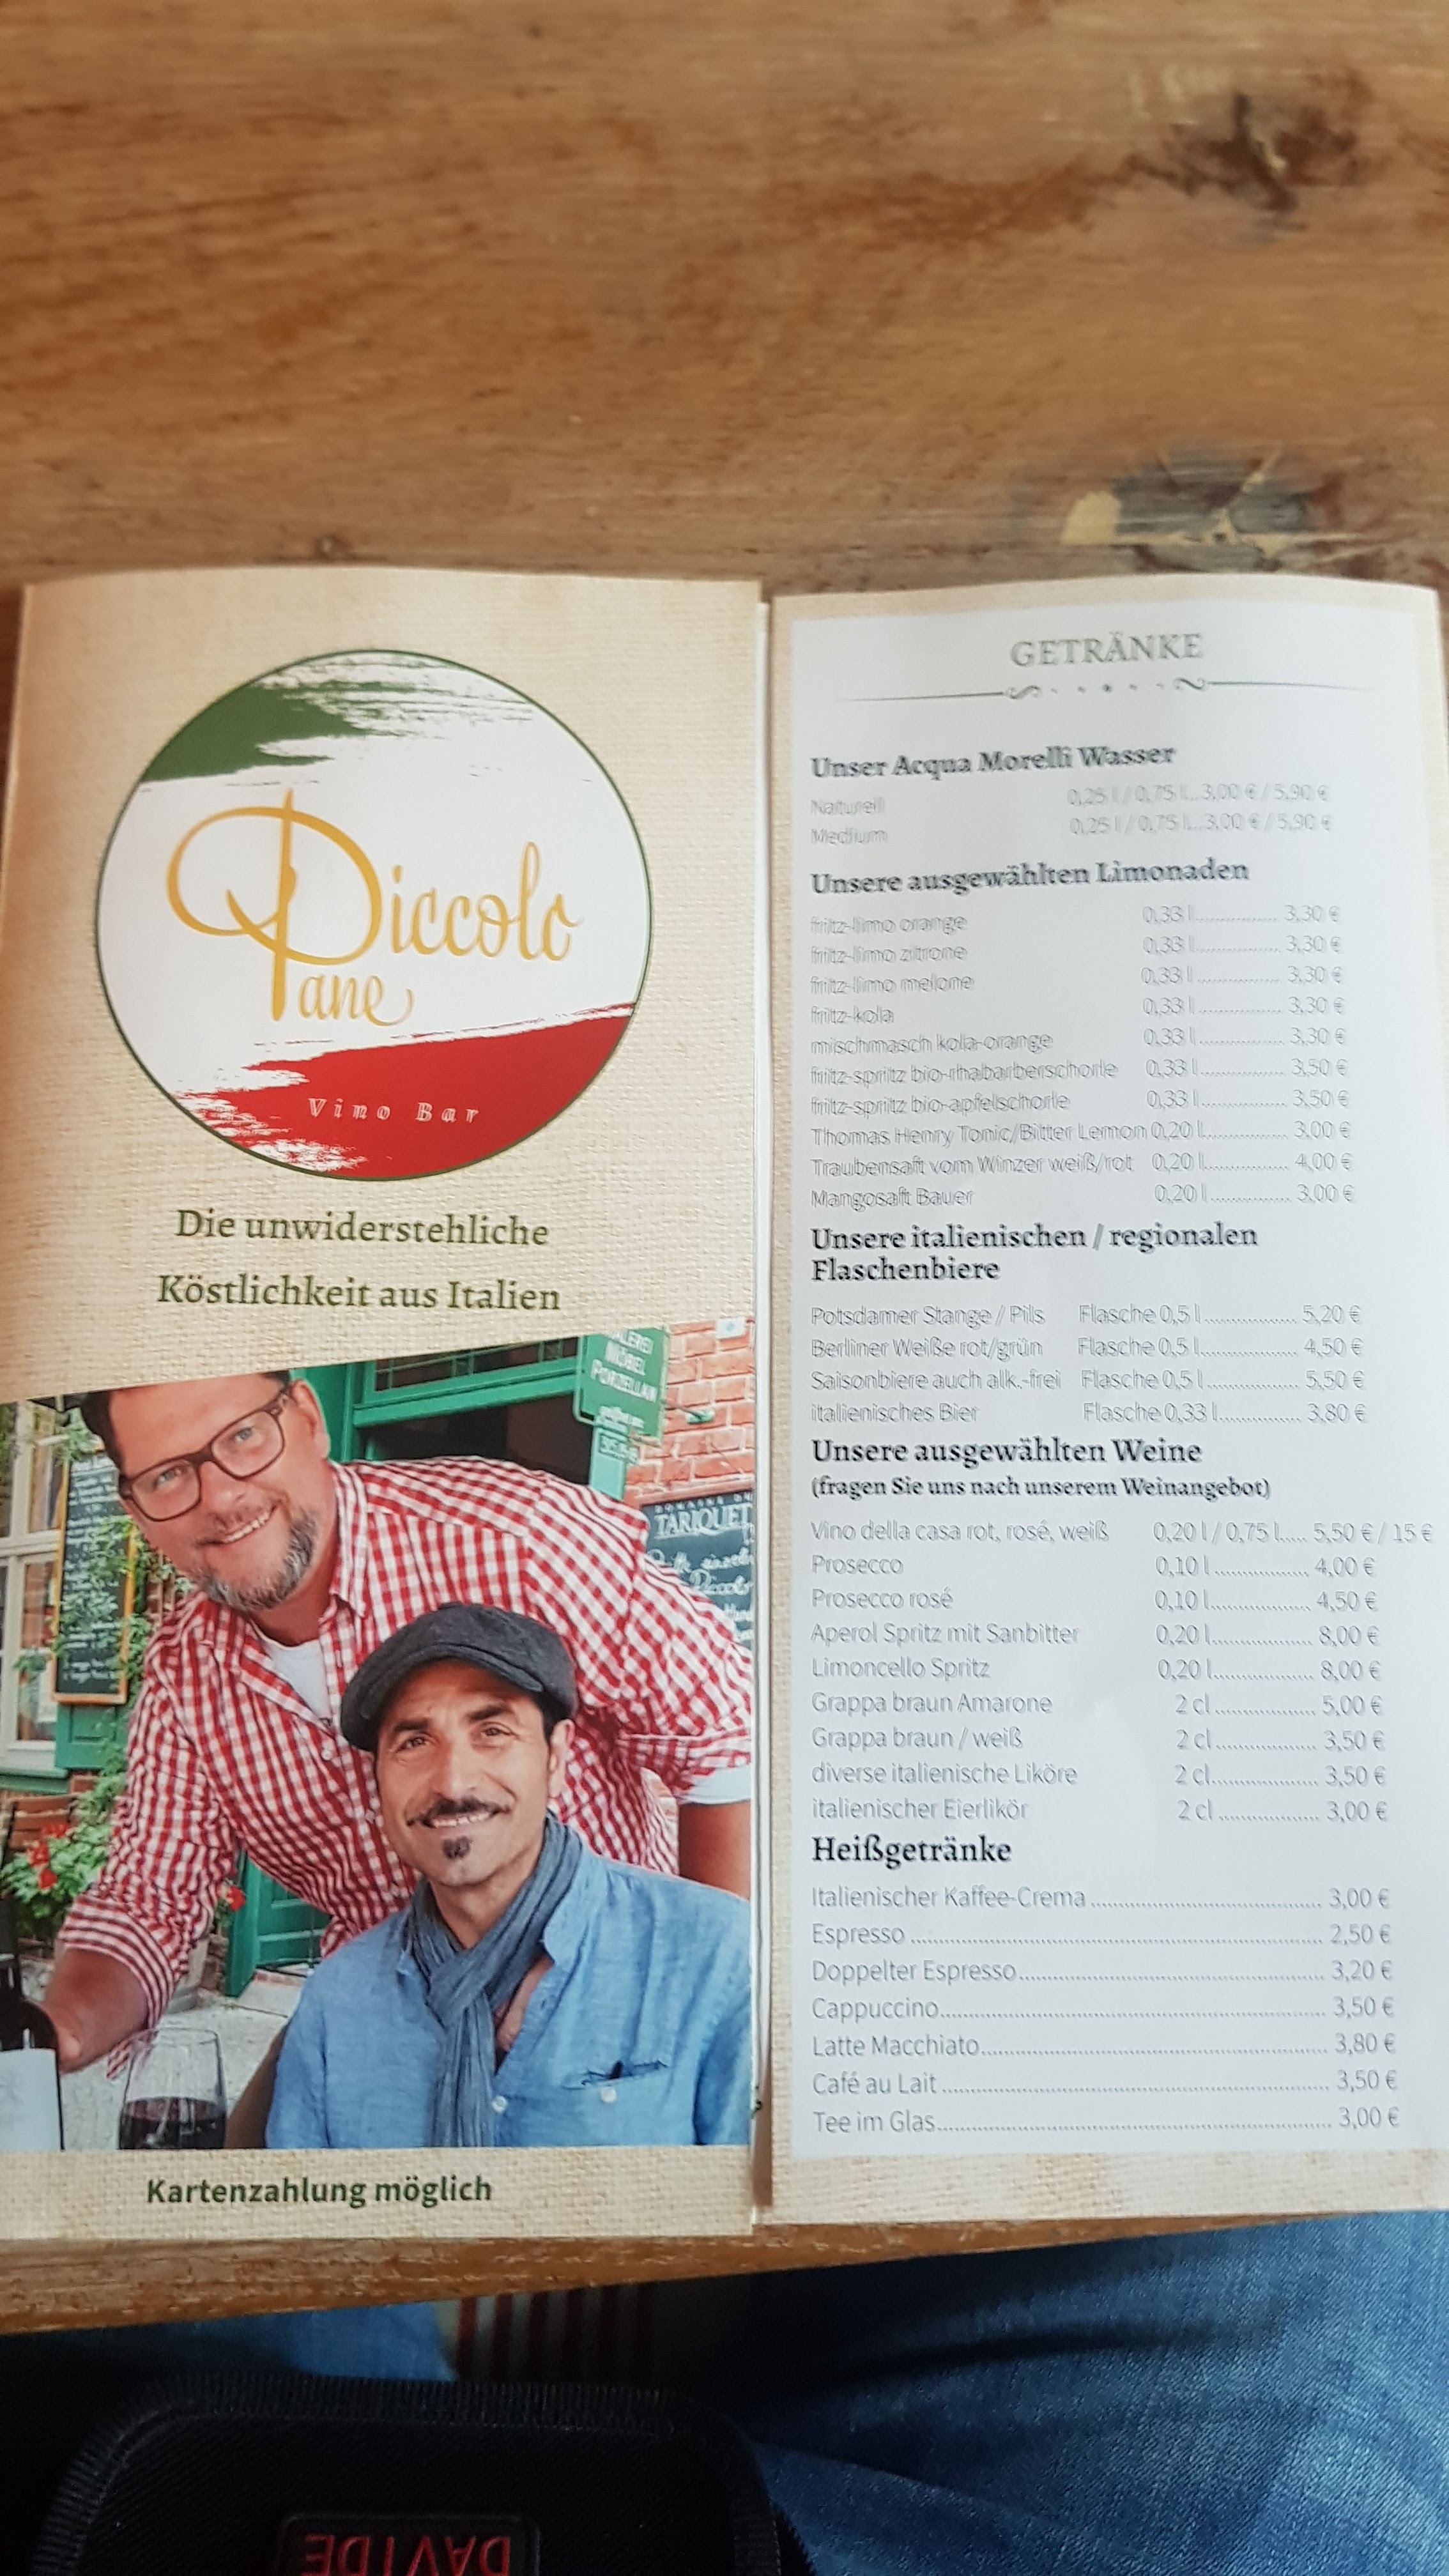 Piccolo
Pane
Vino Bar
Die unwiderstehliche
Köstlichkeit aus Italien
MÖBEL
PORZELLAN
TARIQUET
Kartenzahlung möglich
GETRÄNKE
Unser Acqua Morelli Wasser
Naturell 0,25 l / 0,75 l...3,00 € / 5,90 €
Medium 0,25 l / 0,75 l...3,00 € / 5,90 €
Unsere ausgewählten Limonaden
fritz-limo orange 0,33 l................ 3,30 €
fritz-limo zitrone 0,33 l................ 3,30 €
fritz-limo melone 0,33 l................ 3,30 €
fritz-kola 0,33 l................ 3,30 €
mischmasch kola-orange 0,33 l................ 3,30 €
fritz-spritz bio-rhabarberschorle 0,33 l................ 3,50 €
fritz-spritz bio-apfelschorle 0,33 l................ 3,50 €
Thomas Henry Tonic/Bitter Lemon 0,20 l................ 3,00 €
Traubensaft vom Winzer weiß/rot 0,20 l................ 4,00 €
Mangosaft Bauer 0,20 l................ 3,00 €
Unsere italienischen / regionalen
Flaschenbiere
Potsdamer Stange / Pils Flasche 0,5 l.................. 5,20 €
Berliner Weiße rot/grün Flasche 0,5 l................... 4,50 €
Saisonbiere auch alk.-frei Flasche 0,5 l.................. 5,50 €
italienisches Bier Flasche 0,33 l................ 3,80 €
Unsere ausgewählten Weine
(fragen Sie uns nach unserem Weinangebot)
Vino della casa rot, rosé, weiß 0,20 l / 0,75 l..... 5,50 € / 15 €
Prosecco 0,10 l .................. 4,00 €
Prosecco rosé 0,10 l................... 4,50 €
Aperol Spritz mit Sanbitter 0,20 l................... 8,00 €
Limoncello Spritz 0,20 l................... 8,00 €
Grappa braun Amarone 2 cl ................... 5,00 €
Grappa braun / weiß 2 cl ................... 3,50 €
diverse italienische Liköre 2 cl.................... 3,50 €
italienischer Eierlikör 2 cl ................... 3,00 €
Heißgetränke
Italienischer Kaffee-Crema ............................................ 3,00 €
Espresso .............................................................................. 2,50 €
Doppelter Espresso.......................................................... 3,20 €
Cappuccino......................................................................... 3,50 €
Latte Macchiato.................................................................. 3,80 €
Café au Lait ......................................................................... 3,50 €
Tee im Glas........................................................................... 3,00 €
DAVIDE